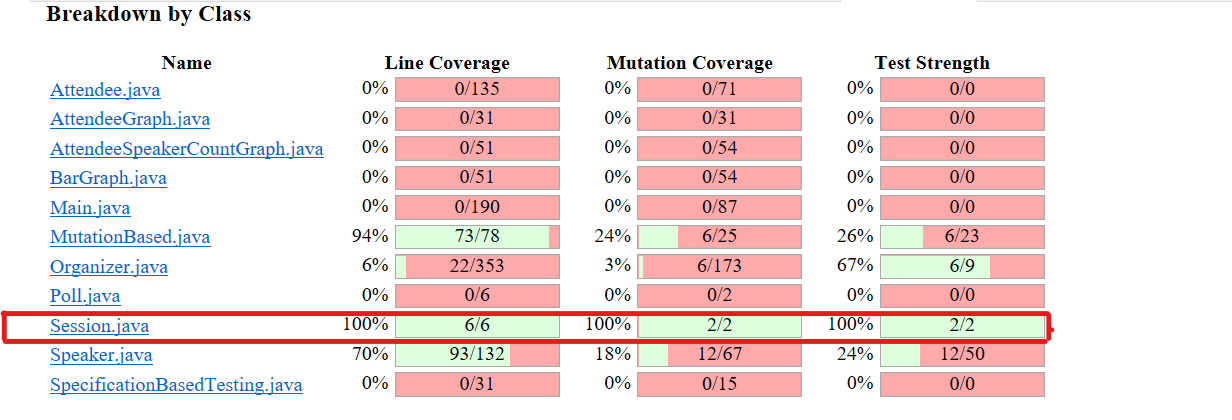 Breakdown by Class
Name Line Coverage Mutation Coverage Test Strength
Attendee.java 0% 0/135 0% 0/71 0% 0/0
AttendeeGraph.java 0% 0/31 0% 0/31 0% 0/0
AttendeeSpeakerCountGraph.java 0% 0/51 0% 0/54 0% 0/0
BarGraph.java 0% 0/51 0% 0/54 0% 0/0
Main.java 0% 0/190 0% 0/87 0% 0/0
MutationBased.java 94% 73/78 24% 6/25 26% 6/23
Organizer.java 6% 22/353 3% 6/173 67% 6/9
Poll.java 0% 0/6 0% 0/2 0% 0/0
Session.java 100% 6/6 100% 2/2 100% 2/2
Speaker.java 70% 93/132 18% 12/67 24% 12/50
SpecificationBasedTesting.java 0% 0/31 0% 0/15 0% 0/0